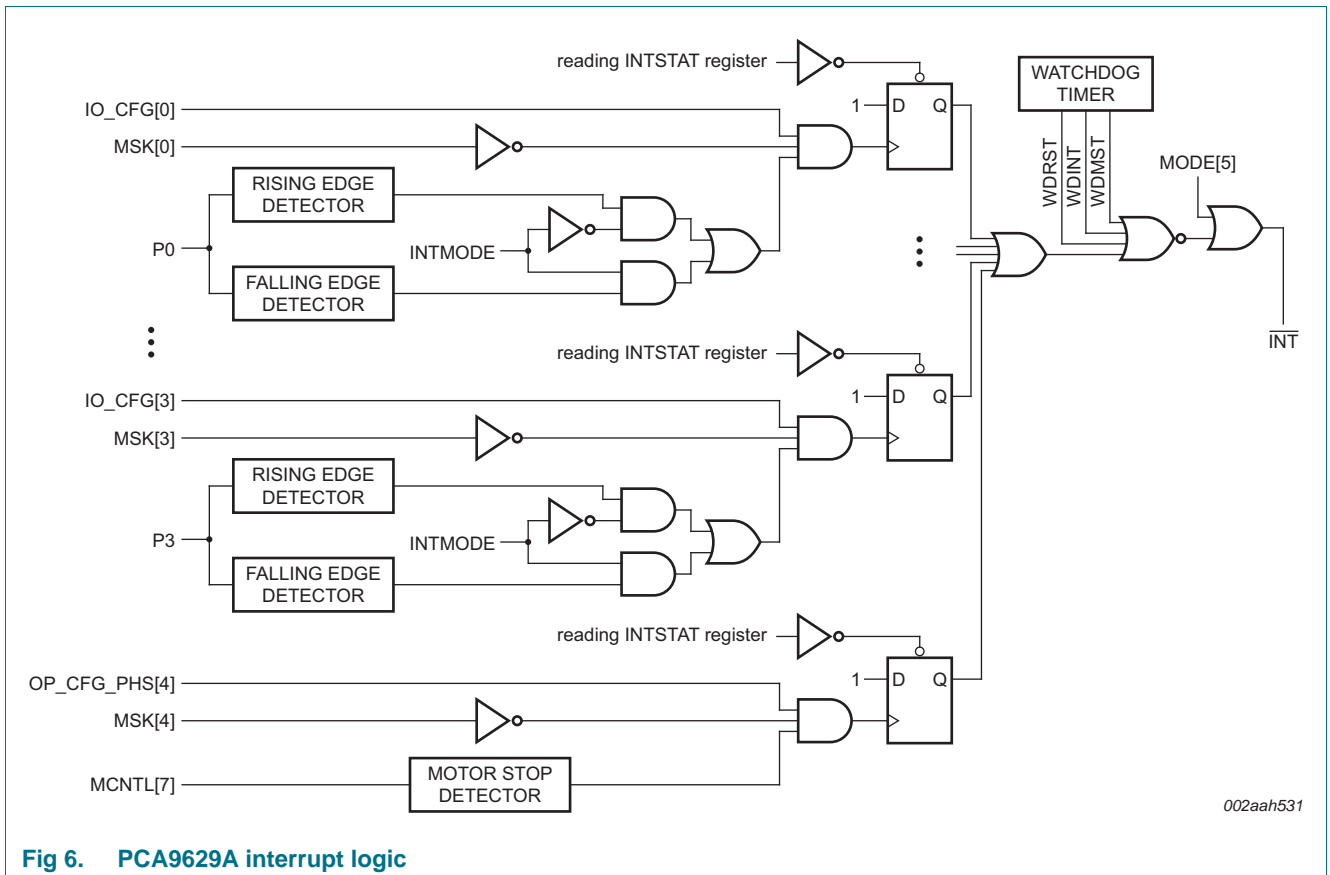 reading INTSTAT register
WATCHDOG
TIMER
IO_CFG[0]
1
D
Q
MSK[0]
WDRST
WDINT
WDMST
MODE[5]
RISING EDGE
DETECTOR
P0
INTMODE
FALLING EDGE
DETECTOR
INT
reading INTSTAT register
IO_CFG[3]
1
D
Q
MSK[3]
RISING EDGE
DETECTOR
P3
INTMODE
FALLING EDGE
DETECTOR
reading INTSTAT register
OP_CFG_PHS[4]
1
D
Q
MSK[4]
MCNTL[7]
MOTOR STOP
DETECTOR
002aah531
Fig 6. PCA9629A interrupt logic